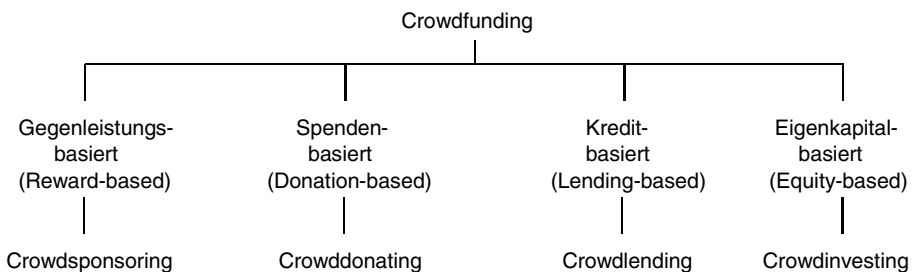 Crowdfunding
Gegenleistungs-
basiert
(Reward-based)
Spenden-
basiert
(Donation-based)
Kredit-
basiert
(Lending-based)
Eigenkapital-
basiert
(Equity-based)
Crowdsponsoring
Crowddonating
Crowdlending
Crowdinvesting